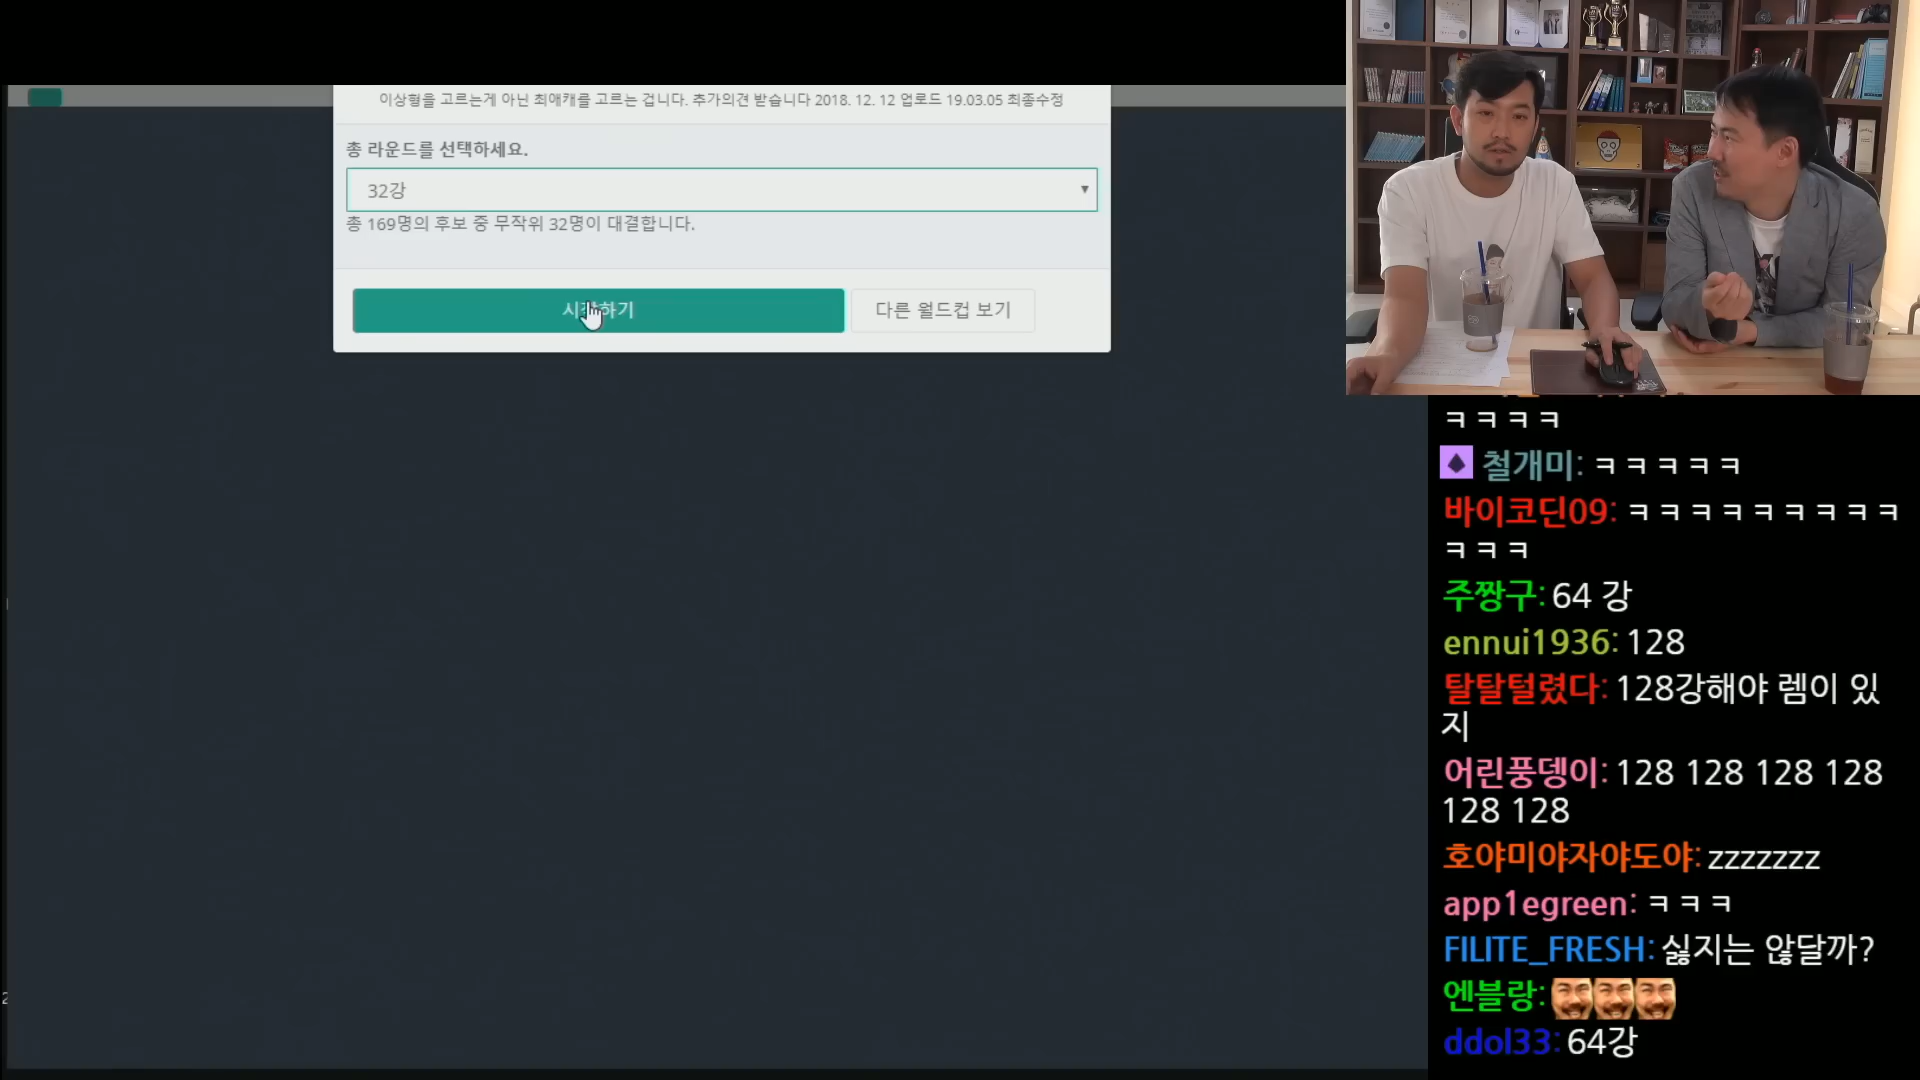 이상형을 고르는게 아닌 최애캐를 고르는 겁니다. 추가의견 받습니다 2018. 12. 12 업로드 19.03.05 최종수정
총 라운드를 선택하세요.
32강
총 169명의 후보 중 무작위 32명이 대결합니다.
시작하기
다른 월드컵 보기
ㅋㅋㅋㅋ
철개미: ㅋㅋㅋㅋㅋ
바이코딘09: ㅋㅋㅋㅋㅋㅋㅋㅋㅋ
ㅋㅋㅋ
주짱구: 64 강
ennui1936: 128
탈탈털렸다: 128강해야 렘이 있
지
어린풍뎅이: 128 128 128 128
128 128
호야미야자야도야: zzzzzzz
app1egreen: ㅋㅋㅋ
FILITE_FRESH: 싫지는 않달까?
엔블랑:
ddol33: 64강